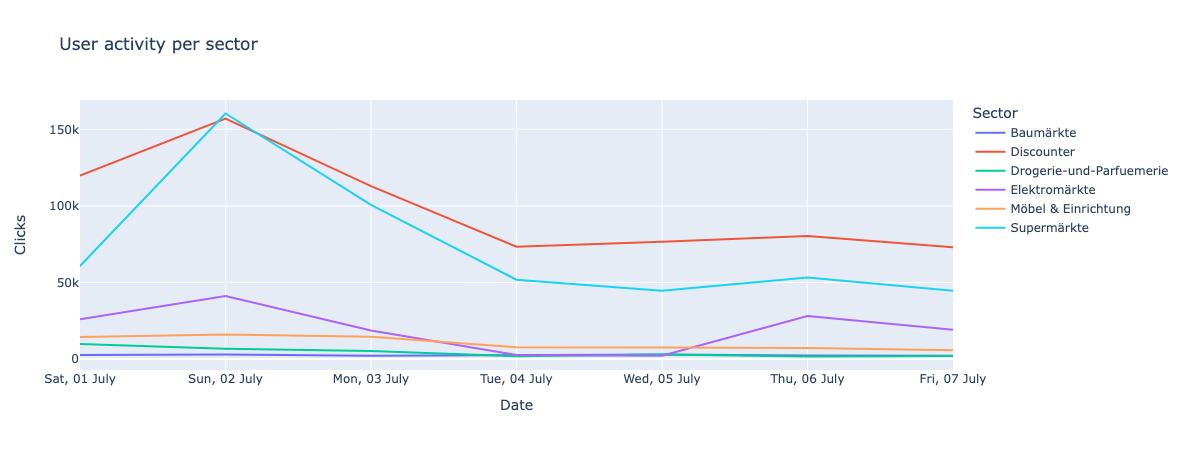 User activity per sector
Clicks
150k
100k
50k
0
Sat, 01 July
Sun, 02 July
Mon, 03 July
Tue, 04 July
Wed, 05 July
Thu, 06 July
Fri, 07 July
Date
Sector
Baumärkte
Discounter
Drogerie-und-Parfuemerie
Elektromärkte
Möbel & Einrichtung
Supermärkte